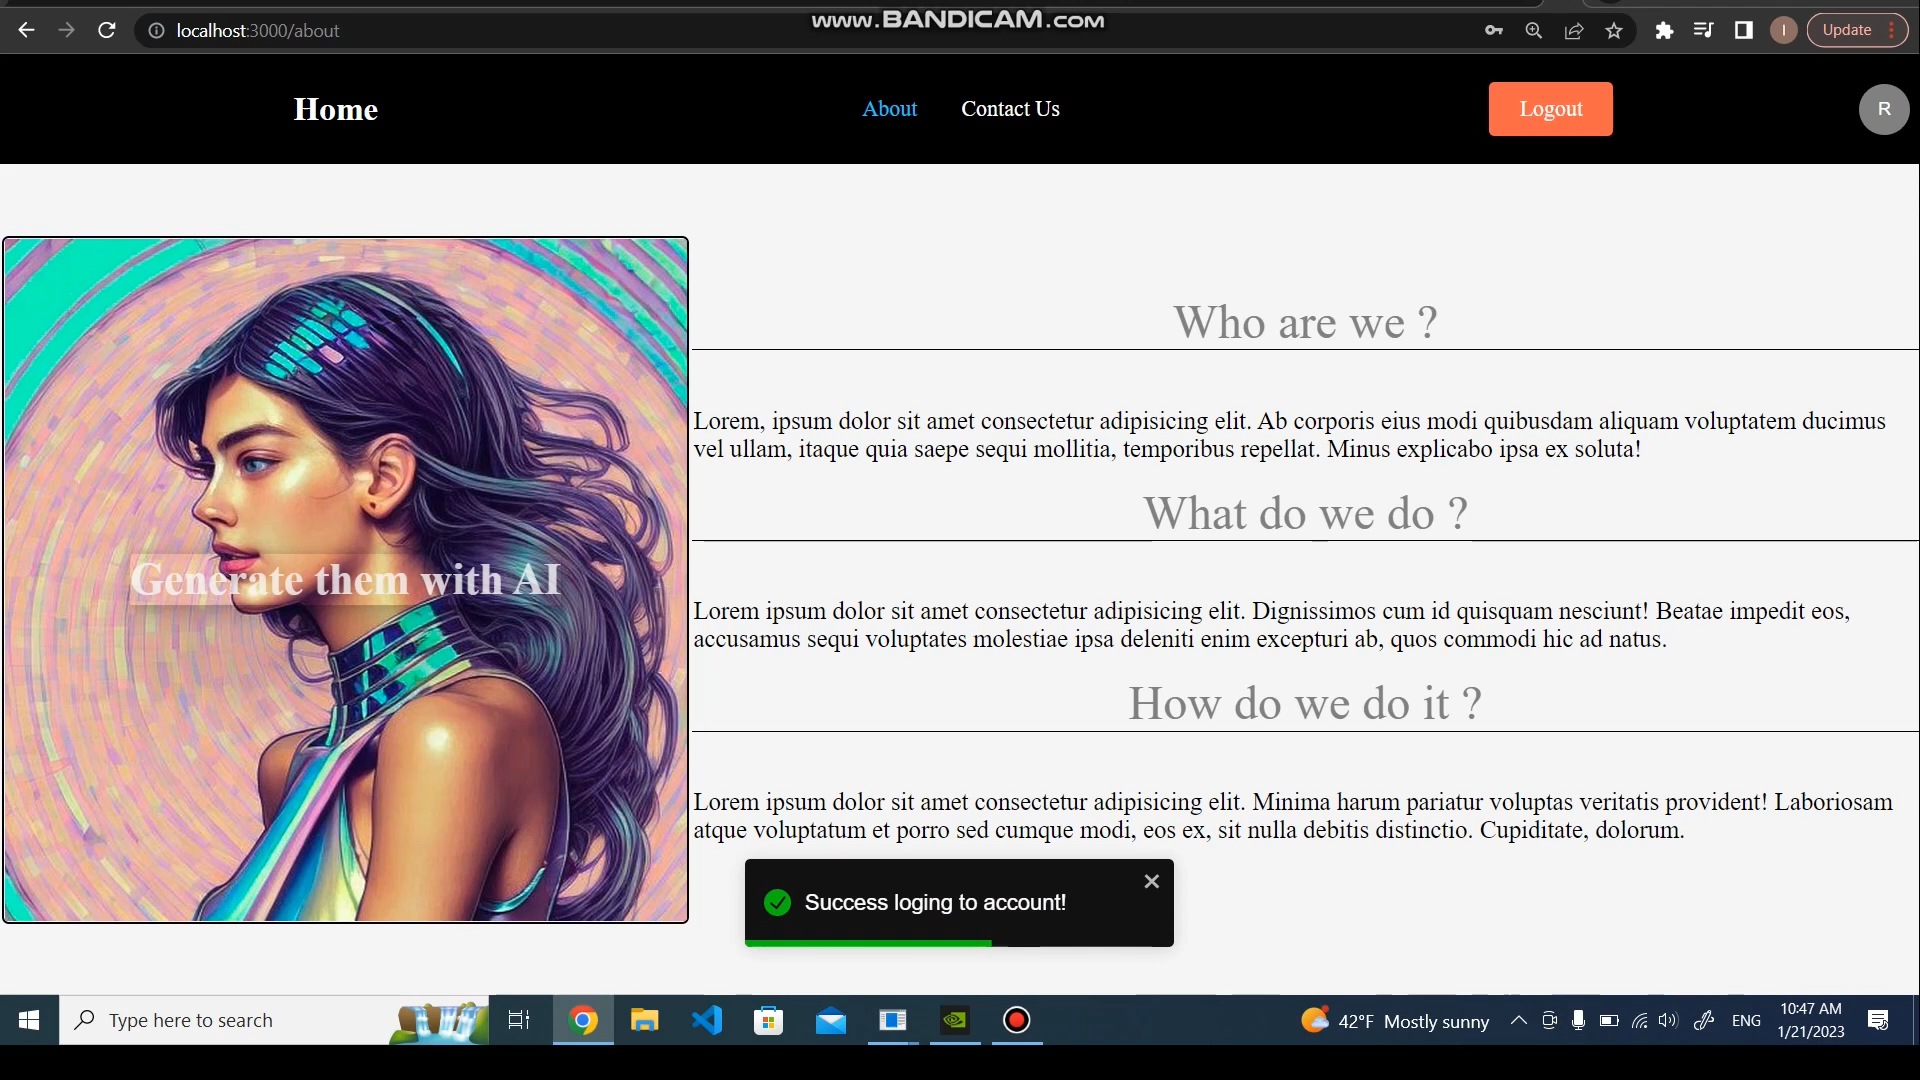 www.BANDICAM.com
localhost:3000/about
Update
I
Home
About
Contact Us
Logout
R
Who are we ?
Lorem, ipsum dolor sit amet consectetur adipisicing elit. Ab corporis eius modi quibusdam aliquam voluptatem ducimus
vel ullam, itaque quia saepe sequi mollitia, temporibus repellat. Minus explicabo ipsa ex soluta!
What do we do ?
Generate them with AI
Lorem ipsum dolor sit amet consectetur adipisicing elit. Dignissimos cum id quisquam nesciunt! Beatae impedit eos,
accusamus sequi voluptates molestiae ipsa deleniti enim excepturi ab, quos commodi hic ad natus.
How do we do it ?
Lorem ipsum dolor sit amet consectetur adipisicing elit. Minima harum pariatur voluptas veritatis provident! Laboriosam
atque voluptatum et porro sed cumque modi, eos ex, sit nulla debitis distinctio. Cupiditate, dolorum.
Success loging to account!
Type here to search
42°F Mostly sunny
ENG
10:47 AM
1/21/2023